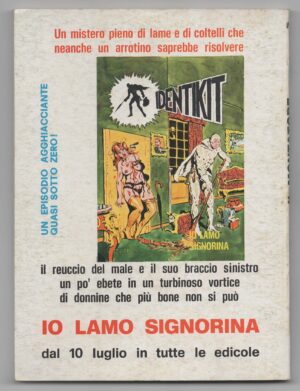 Un mistero pieno di lame e di coltelli che
neanche un arrotino saprebbe risolvere
UN EPISODIO AGGHIACCIANTE
QUASI SOTTO ZERO!
IDENTIKIT
IO LAMO
SIGNORINA
il reuccio del male e il suo braccio sinistro
un po' ebete in un turbinoso vortice
di donnine che più bone non si può
IO LAMO SIGNORINA
dal 10 luglio in tutte le edicole